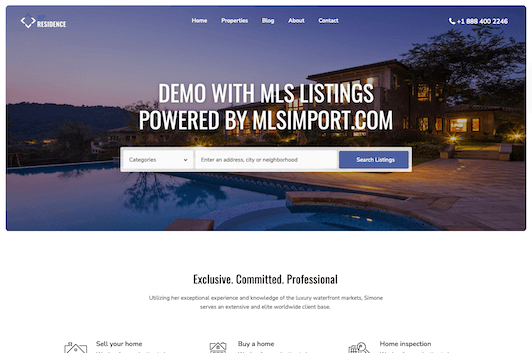 RESIDENCE
Home Properties Blog About Contact
+1 888 400 2246
DEMO WITH MLS LISTINGS
POWERED BY MLSIMPORT.COM
Categories
Enter an address, city or neighborhood
Search Listings
Exclusive. Committed. Professional
Utilizing her exceptional experience and knowledge of the luxury waterfront markets, Simone
serves an extensive and elite worldwide client base.
Sell your home
Buy a home
Home inspection